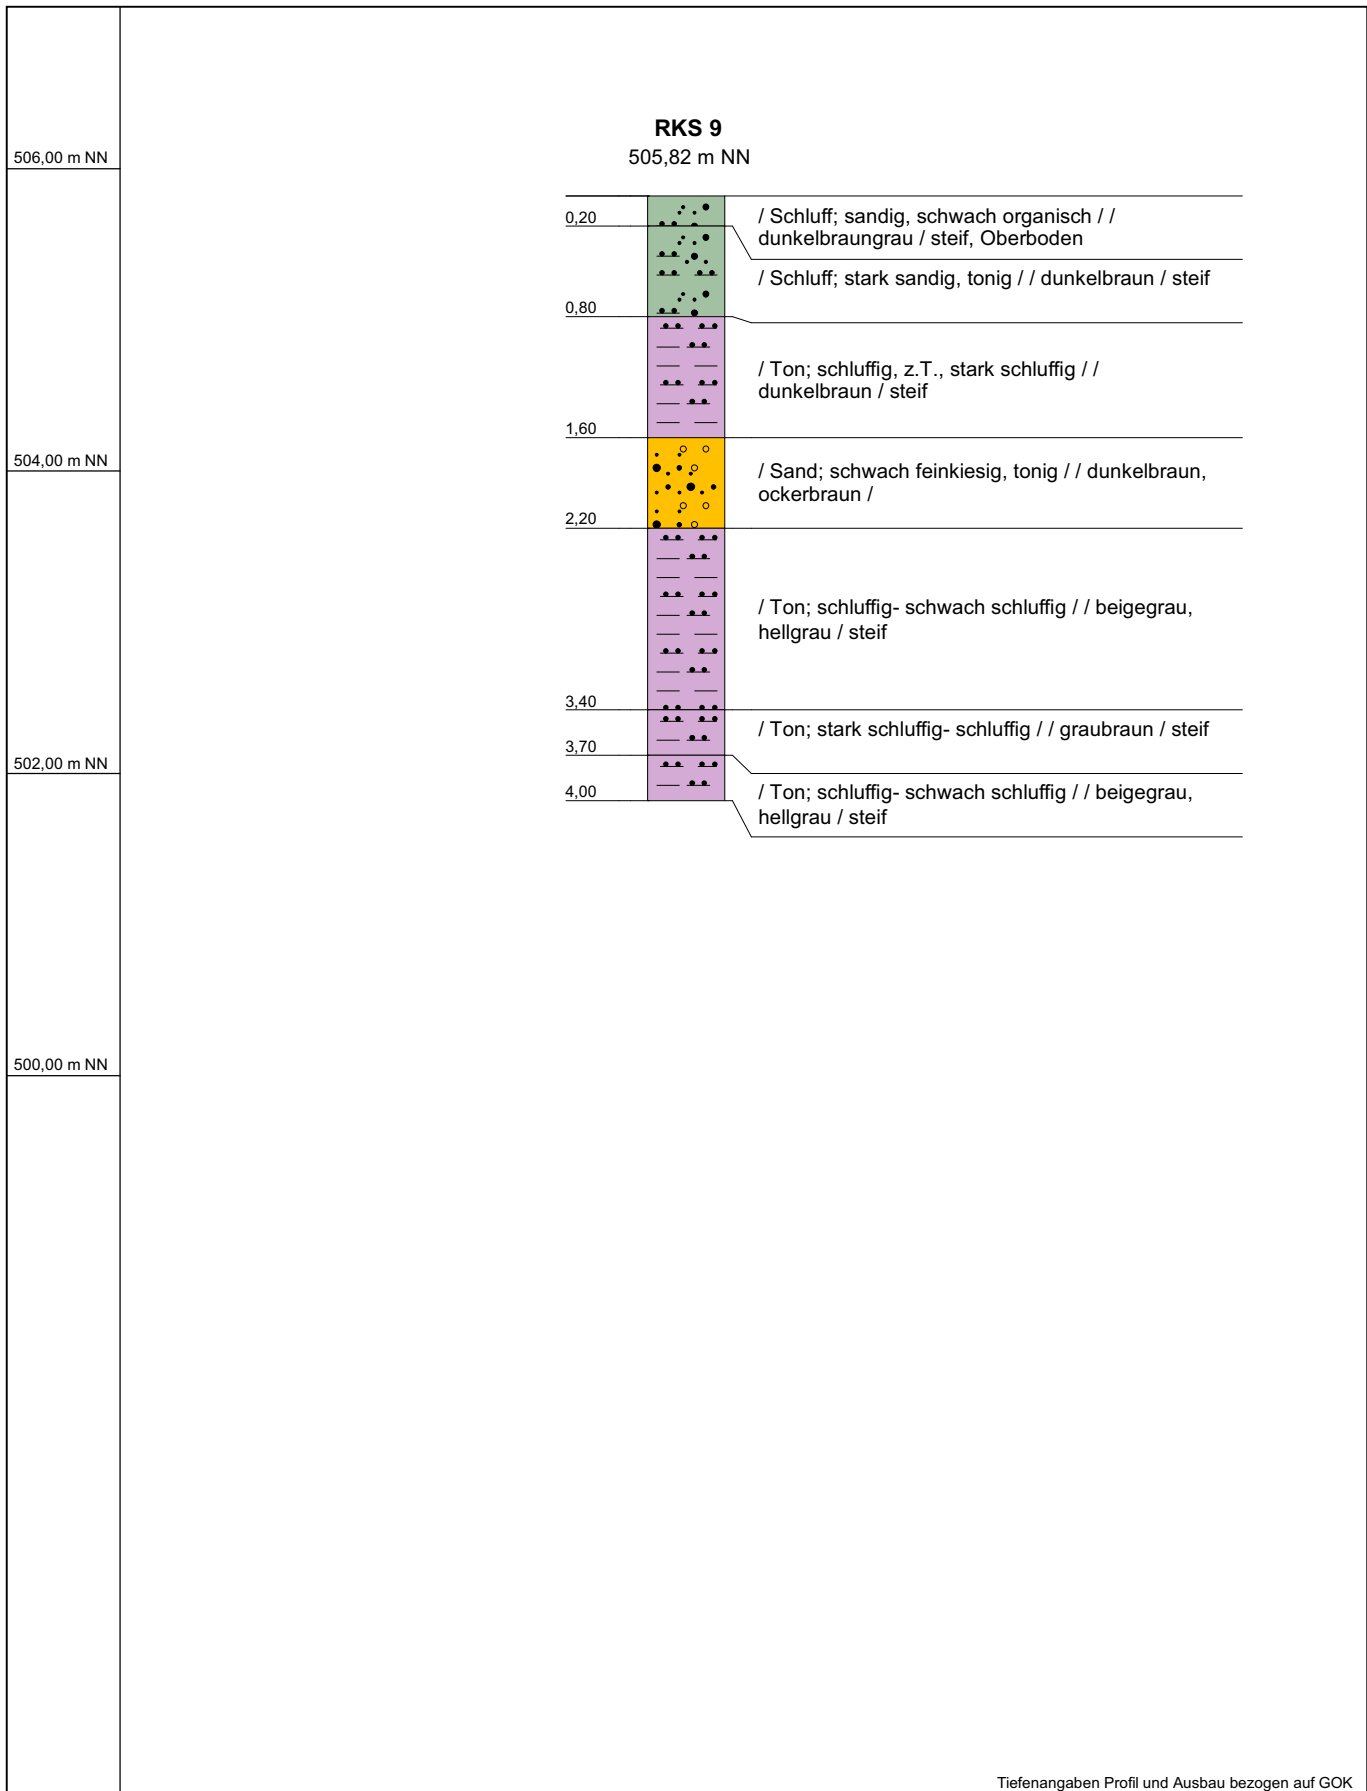 RKS 9
505,82 m NN
506,00 m NN
0,20
/ Schluff; sandig, schwach organisch / /
dunkelbraungrau / steif, Oberboden
/ Schluff; stark sandig, tonig / / dunkelbraun / steif
0,80
/ Ton; schluffig, z.T., stark schluffig / /
dunkelbraun / steif
1,60
504,00 m NN
/ Sand; schwach feinkiesig, tonig / / dunkelbraun,
ockerbraun /
2,20
/ Ton; schluffig- schwach schluffig / / beigegrau,
hellgrau / steif
3,40
/ Ton; stark schluffig- schluffig / / graubraun / steif
3,70
502,00 m NN
4,00
/ Ton; schluffig- schwach schluffig / / beigegrau,
hellgrau / steif
500,00 m NN
Tiefenangaben Profil und Ausbau bezogen auf GOK